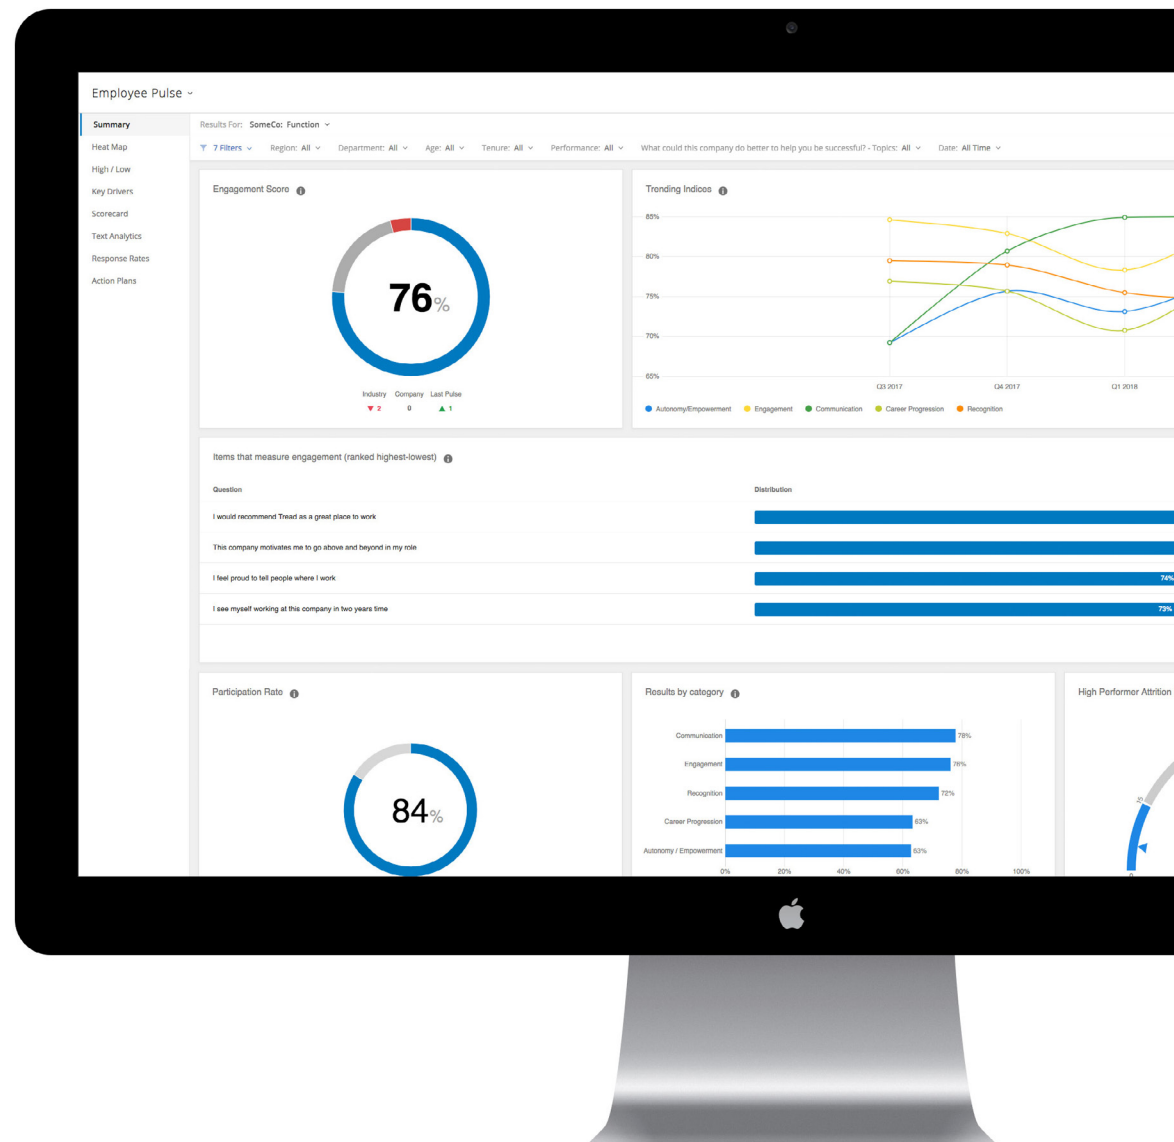 Employee Pulse
Summary
Heat Map
High / Low
Key Drivers
Scorecard
Text Analytics
Response Rates
Action Plans
Results For: SomeCo: Function
7 Filters Region: All Department: All Age: All Tenure: All Performance: All What could this company do better to help you be successful? - Topics: All Date: All Time
Engagement Score
76%
Industry Company Last Pulse
▼ 2 0 ▲ 1
Trending Indices
85%
80%
75%
70%
65%
Q3 2017 Q4 2017 Q1 2018
Autonomy/Empowerment Engagement Communication Career Progression Recognition
Items that measure engagement (ranked highest-lowest)
Question Distribution
I would recommend Tread as a great place to work
This company motivates me to go above and beyond in my role
I feel proud to tell people where I work 74%
I see myself working at this company in two years time 73%
Participation Rate
84%
Results by category
Communication 78%
Engagement 76%
Recognition 72%
Career Progression 63%
Autonomy / Empowerment 63%
0% 20% 40% 60% 80% 100%
High Performer Attrition
15